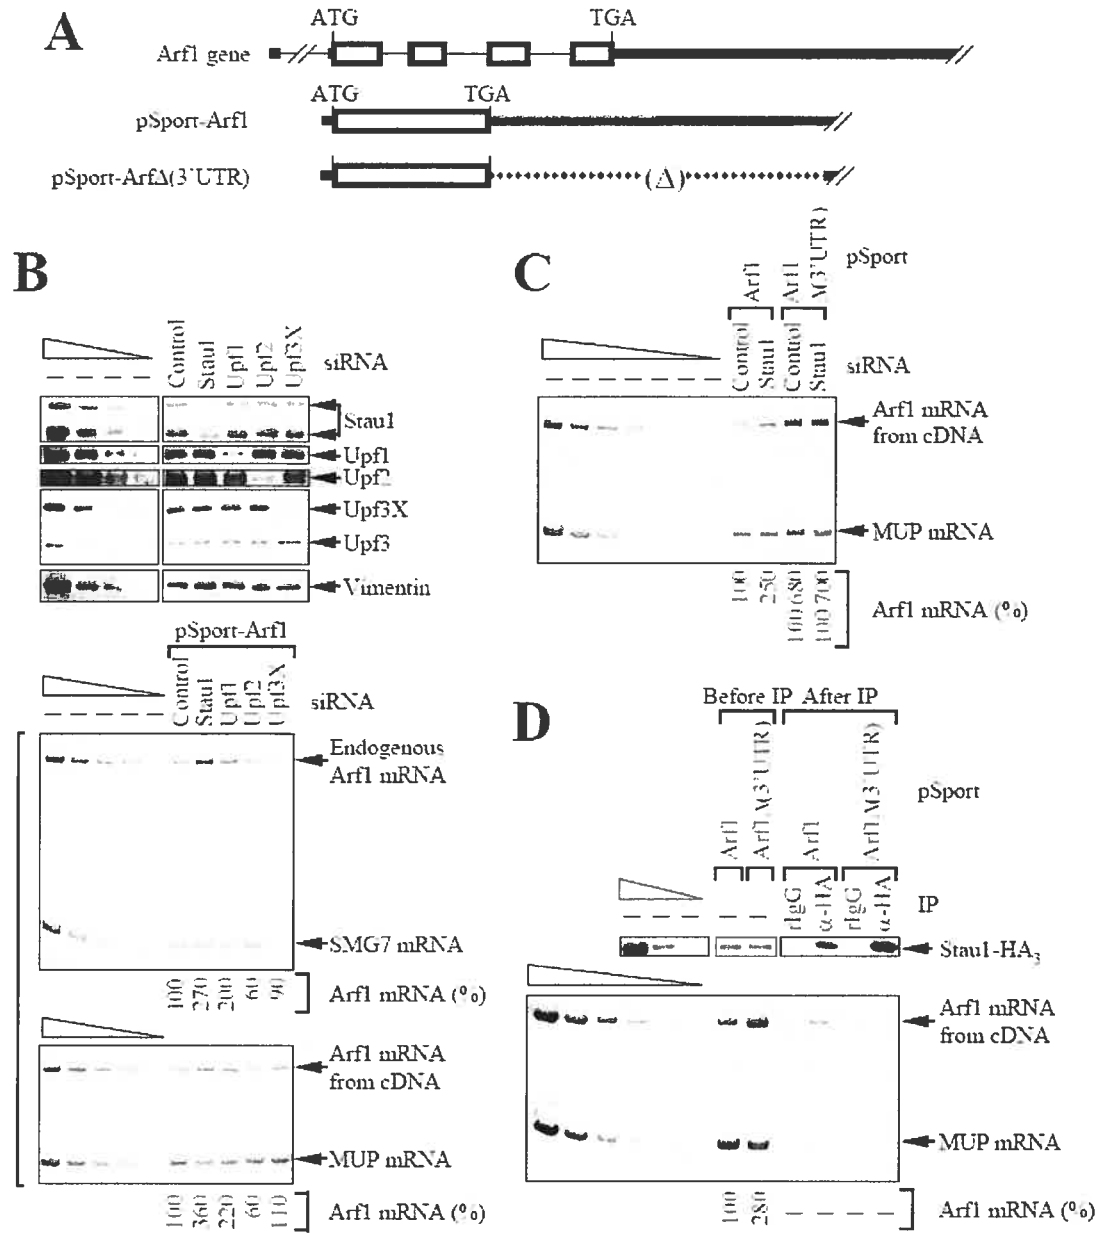 A
ATG
TGA
Arf1 gene
ATG
TGA
pSport-Arf1
pSport-ArfΔ(3'UTR)
(Δ)
B
Control
Stau1
Upf1
Upf2
Upf3X
siRNA
Stau1
Upf1
Upf2
Upf3X
Upf3
Vimentin
pSport-Arf1
Control
Stau1
Upf1
Upf2
Upf3X
siRNA
Endogenous
Arf1 mRNA
SMG7 mRNA
100
270
200
60
90
Arf1 mRNA (%)
Arf1 mRNA
from cDNA
MUP mRNA
100
360
220
60
110
Arf1 mRNA (%)
C
Arf1
Arf1
Δ(3'UTR)
pSport
Control
Stau1
Control
Stau1
siRNA
Arf1 mRNA
from cDNA
MUP mRNA
100
250
100 680
100 700
Arf1 mRNA (%)
D
Before IP
After IP
Arf1
Arf1Δ(3'UTR)
Arf1
Arf1Δ(3'UTR)
pSport
rIgG
α-HA
rIgG
α-HA
IP
Stau1-HA3
Arf1 mRNA
from cDNA
MUP mRNA
100
280
Arf1 mRNA (%)